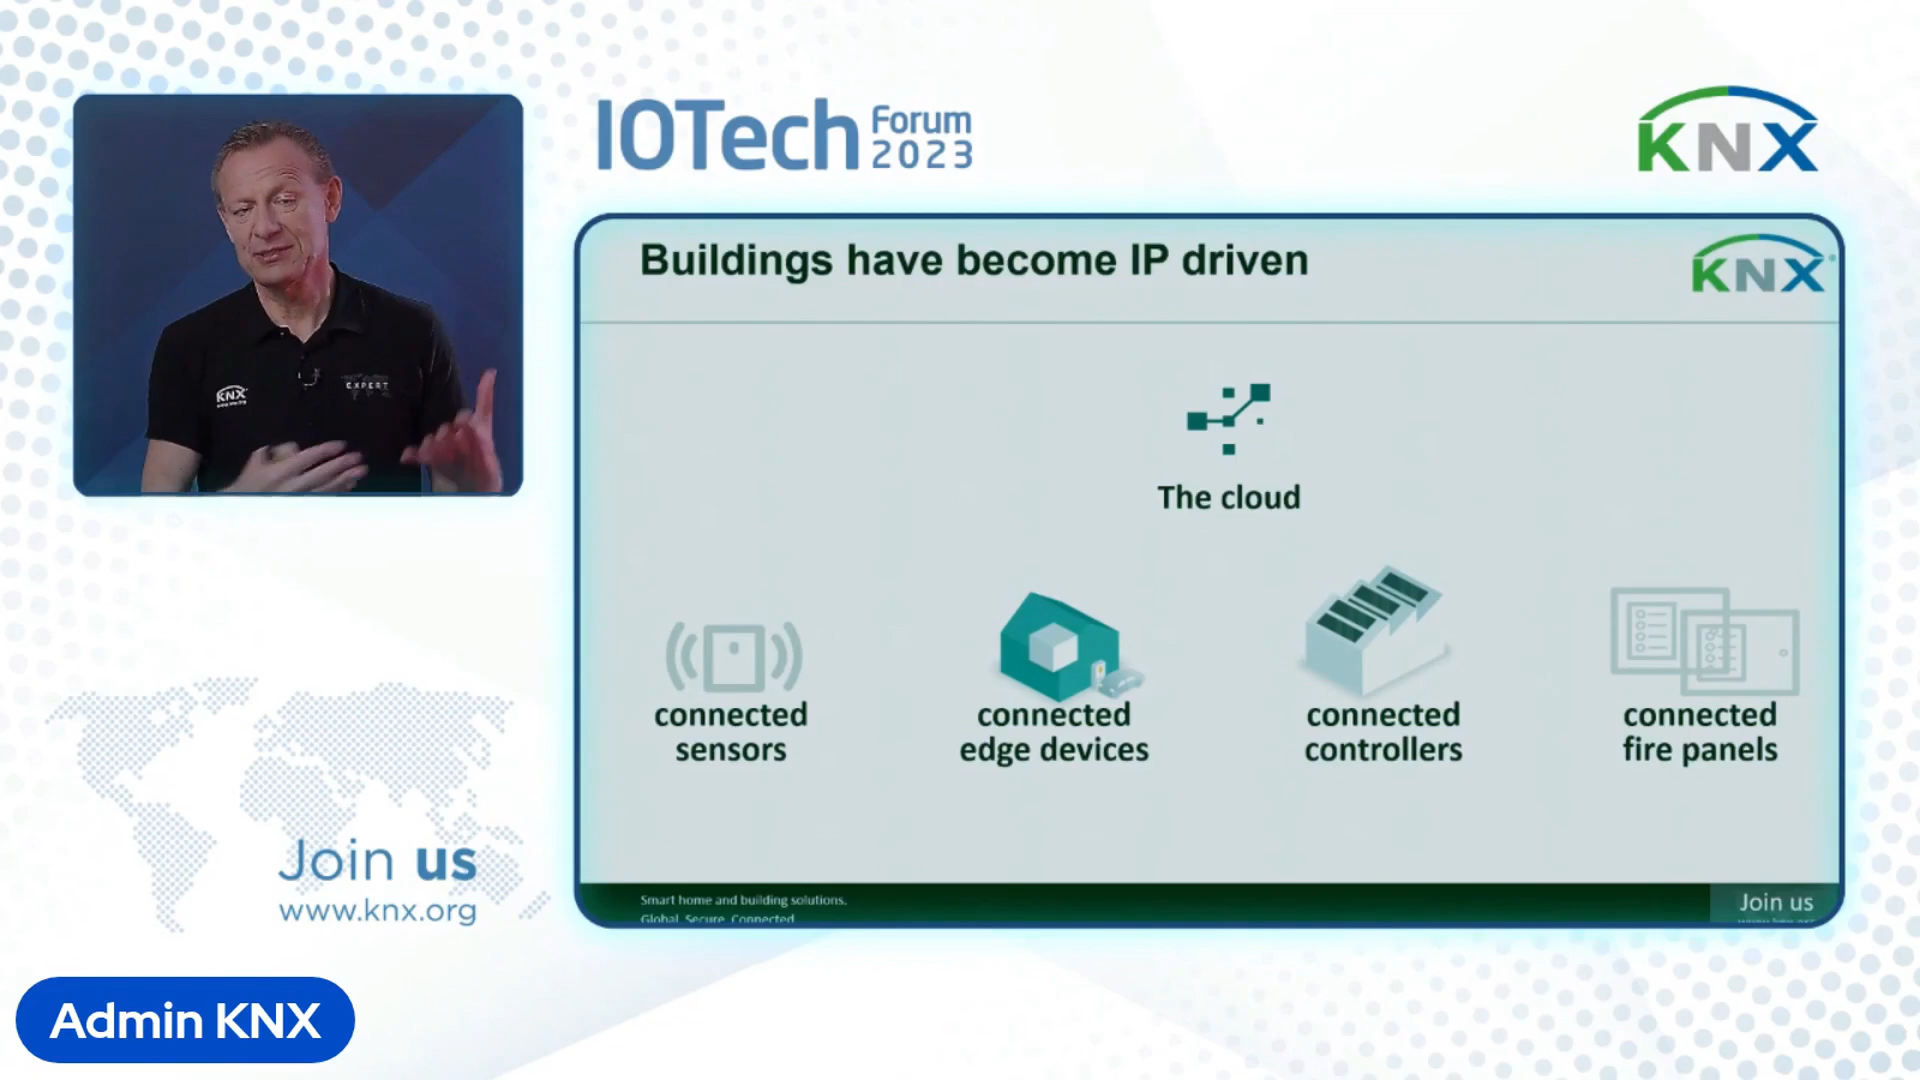 IOTech Forum 2023
KNX
KNX
EXPERT
Buildings have become IP driven
KNX
The cloud
connected
sensors
connected
edge devices
connected
controllers
connected
fire panels
Smart home and building solutions.
Global. Secure. Connected.
Join us
Join us
www.knx.org
Admin KNX